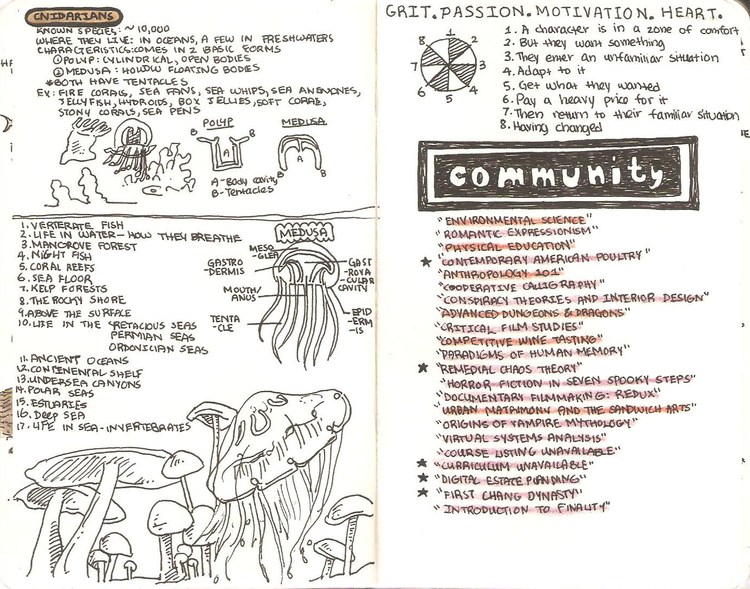 CNIDARIANS
KNOWN SPECIES: ~ 10,000
WHERE THEY LIVE: IN OCEANS, A FEW IN FRESHWATERS
CHARACTERISTICS: COMES IN 2 BASIC FORMS
① POLYP: CYLINDRICAL, OPEN BODIES
② MEDUSA: HOLLOW FLOATING BODIES
*BOTH HAVE TENTACLES
EX: FIRE CORALS, SEA FANS, SEA WHIPS, SEA ANEMONES,
JELLYFISH, HYDROIDS, BOX JELLIES, SOFT CORAL,
STONY CORALS, SEA PENS
POLYP MEDUSA
B B
A A
B B
A-Body cavity
B-Tentacles
1. VERTERATE FISH
2. LIFE IN WATER-HOW THEY BREATHE
3. MANGROVE FOREST
4. NIGHT FISH
5. CORAL REEFS
6. SEA FLOOR
7. KELP FORESTS
8. THE ROCKY SHORE
9. ABOVE THE SURFACE
10. LIFE IN THE CRETACIOUS SEAS
PERMIAN SEAS
ORDONICIAN SEAS
11. ANCIENT OCEANS
12. CONTINENTAL SHELF
13. UNDERSEA CANYONS
14. POLAR SEAS
15. ESTUARIES
16. DEEP SEA
17. LIFE IN SEA-INVERTEBRATES
MEDUSA
MESO-
GLEA
GASTRO
DERMIS
GAST
-ROVA
CULAR
CAVITY
MOUTH/
ANUS
TENTA
-CLE
EPID
-ERM
-IS
GRIT. PASSION. MOTIVATION. HEART.
1
2
3
4
5
6
7
8
1. A character is in a zone of comfort
2. But they want something
3. They enter an unfamiliar situation
4. Adapt to it
5. Get what they wanted
6. Pay a heavy price for it
7. Then return to their familiar situation
8. Having changed
community
"ENVIRONMENTAL SCIENCE"
"ROMANTIC EXPRESSIONISM"
"PHYSICAL EDUCATION"
★ "CONTEMPORARY AMERICAN POULTRY"
"ANTHROPOLOGY 101"
"COOPERATIVE CALIGRAPHY"
"CONSPIRACY THEORIES AND INTERIOR DESIGN"
"ADVANCED DUNGEONS & DRAGONS"
"CRITICAL FILM STUDIES"
"COMPETITIVE WINE TASTING"
"PARADIGMS OF HUMAN MEMORY"
★ "REMEDIAL CHAOS THEORY"
"HORROR FICTION IN SEVEN SPOOKY STEPS"
"DOCUMENTARY FILMMAKING: REDUX"
"URBAN MATRIMONY AND THE SANDWICH ARTS"
"ORIGINS OF VAMPIRE MYTHOLOGY"
"VIRTUAL SYSTEMS ANALYSIS"
"COURSE LISTING UNAVAILABLE"
★ "CURRICULUM UNAVAILABLE"
★ "DIGITAL ESTATE PLANNING"
★ "FIRST CHANG DYNASTY"
"INTRODUCTION TO FINALITY"